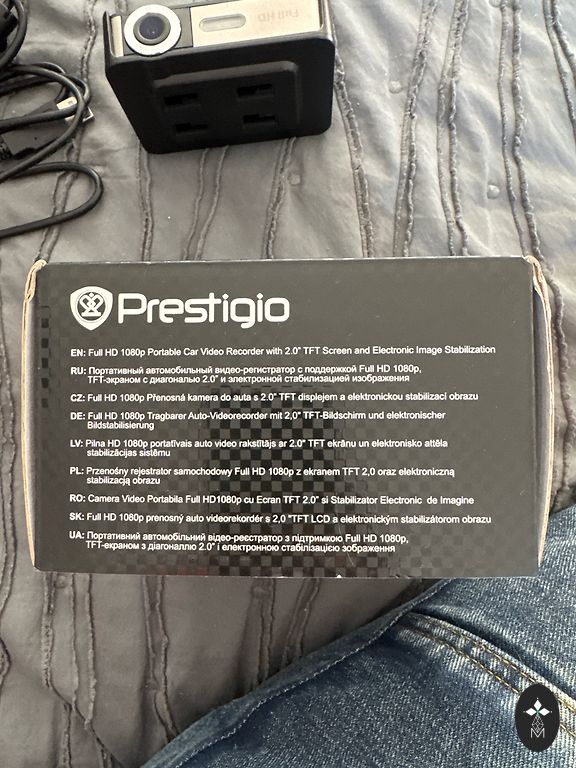 Full HD
Prestigio
EN: Full HD 1080p Portable Car Video Recorder with 2.0" TFT Screen and Electronic Image Stabilization
RU: Портативный автомобильный видео-регистратор с поддержкой Full HD 1080p,
TFT-экраном с диагональю 2.0" и электронной стабилизацией изображения
CZ: Full HD 1080p Přenosná kamera do auta s 2.0" TFT displejem a elektronickou stabilizací obrazu
DE: Full HD 1080p Tragbarer Auto-Videorecorder mit 2,0" TFT-Bildschirm und elektronischer
Bildstabilisierung
LV: Pilna HD 1080p portatīvais auto video rakstītājs ar 2.0" TFT ekrānu un elektronisko attēla
stabilizācijas sistēmu
PL: Przenośny rejestrator samochodowy Full HD 1080p z ekranem TFT 2,0 oraz elektroniczną
stabilizacją obrazu
RO: Camera Video Portabila Full HD1080p cu Ecran TFT 2.0" si Stabilizator Electronic de Imagine
SK: Full HD 1080p prenosný auto videorekordér s 2,0 "TFT LCD a elektronickým stabilizátorom obrazu
UA: Портативний автомобільний відео-реєстратор з підтримкою Full HD 1080p,
TFT-екраном з діагоналлю 2.0" і електронною стабілізацією зображення
M